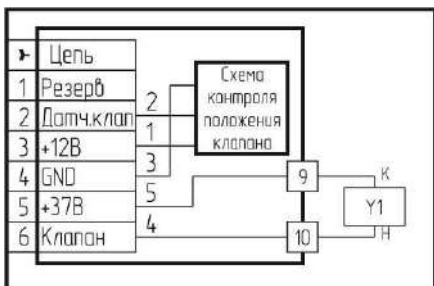 Цепь
1 Резерв
2 Датч.клап 2
3 +12В 1
4 GND 3
5 +37В 5
6 Клапан 4
Схема
контроля
положения
клапана
9 К
Y1
10 Н